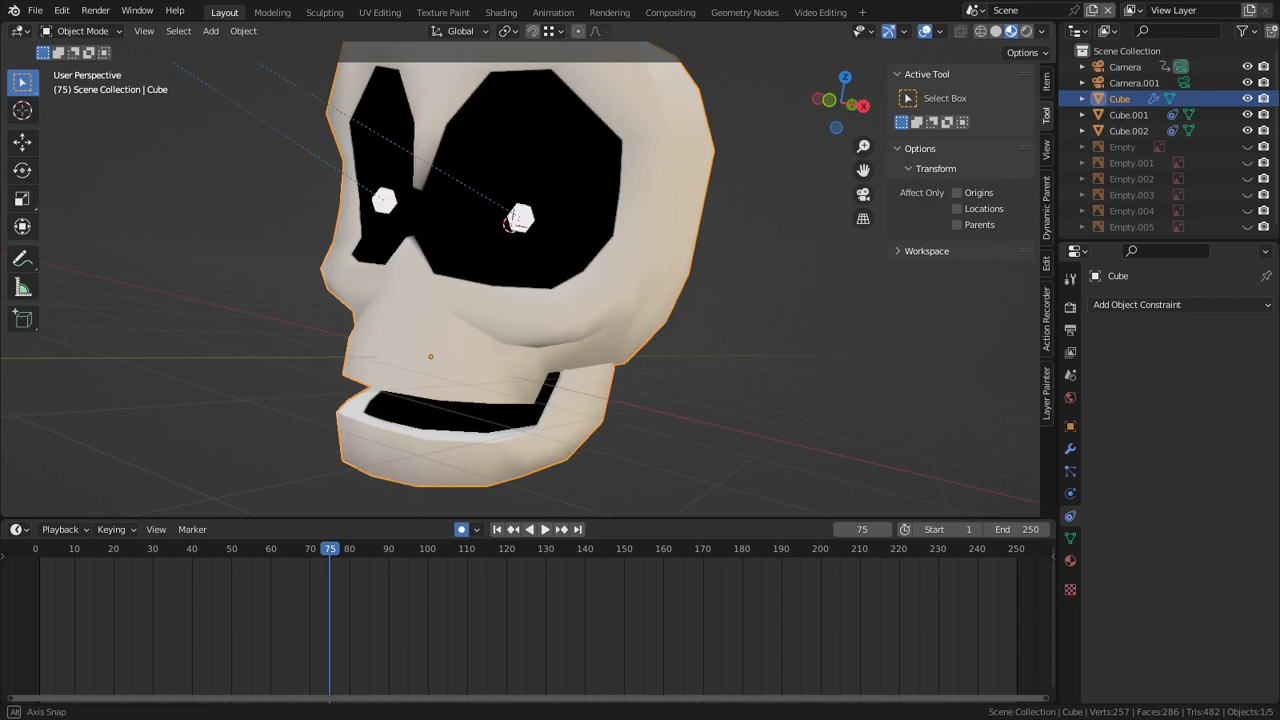 File Edit Render Window Help Layout Modeling Sculpting UV Editing Texture Paint Shading Animation Rendering Compositing Geometry Nodes Video Editing + Scene View Layer
Object Mode View Select Add Object Global
Options
User Perspective
(75) Scene Collection | Cube
Z
X
Y
Active Tool
Select Box
Options
Transform
Affect Only Origins
Locations
Parents
Workspace
Item
Tool
View
Dynamic Parent
Edit
Action Recorder
Layer Painter
Scene Collection
Camera
Camera.001
Cube
Cube.001
Cube.002
Empty
Empty.001
Empty.002
Empty.003
Empty.004
Empty.005
Cube
Add Object Constraint
Playback Keying View Marker 75 Start 1 End 250
0 10 20 30 40 50 60 70 75 80 90 100 110 120 130 140 150 160 170 180 190 200 210 220 230 240 250
Alt Axis Snap
Scene Collection | Cube | Verts:257 | Faces:286 | Tris:482 | Objects:1/5